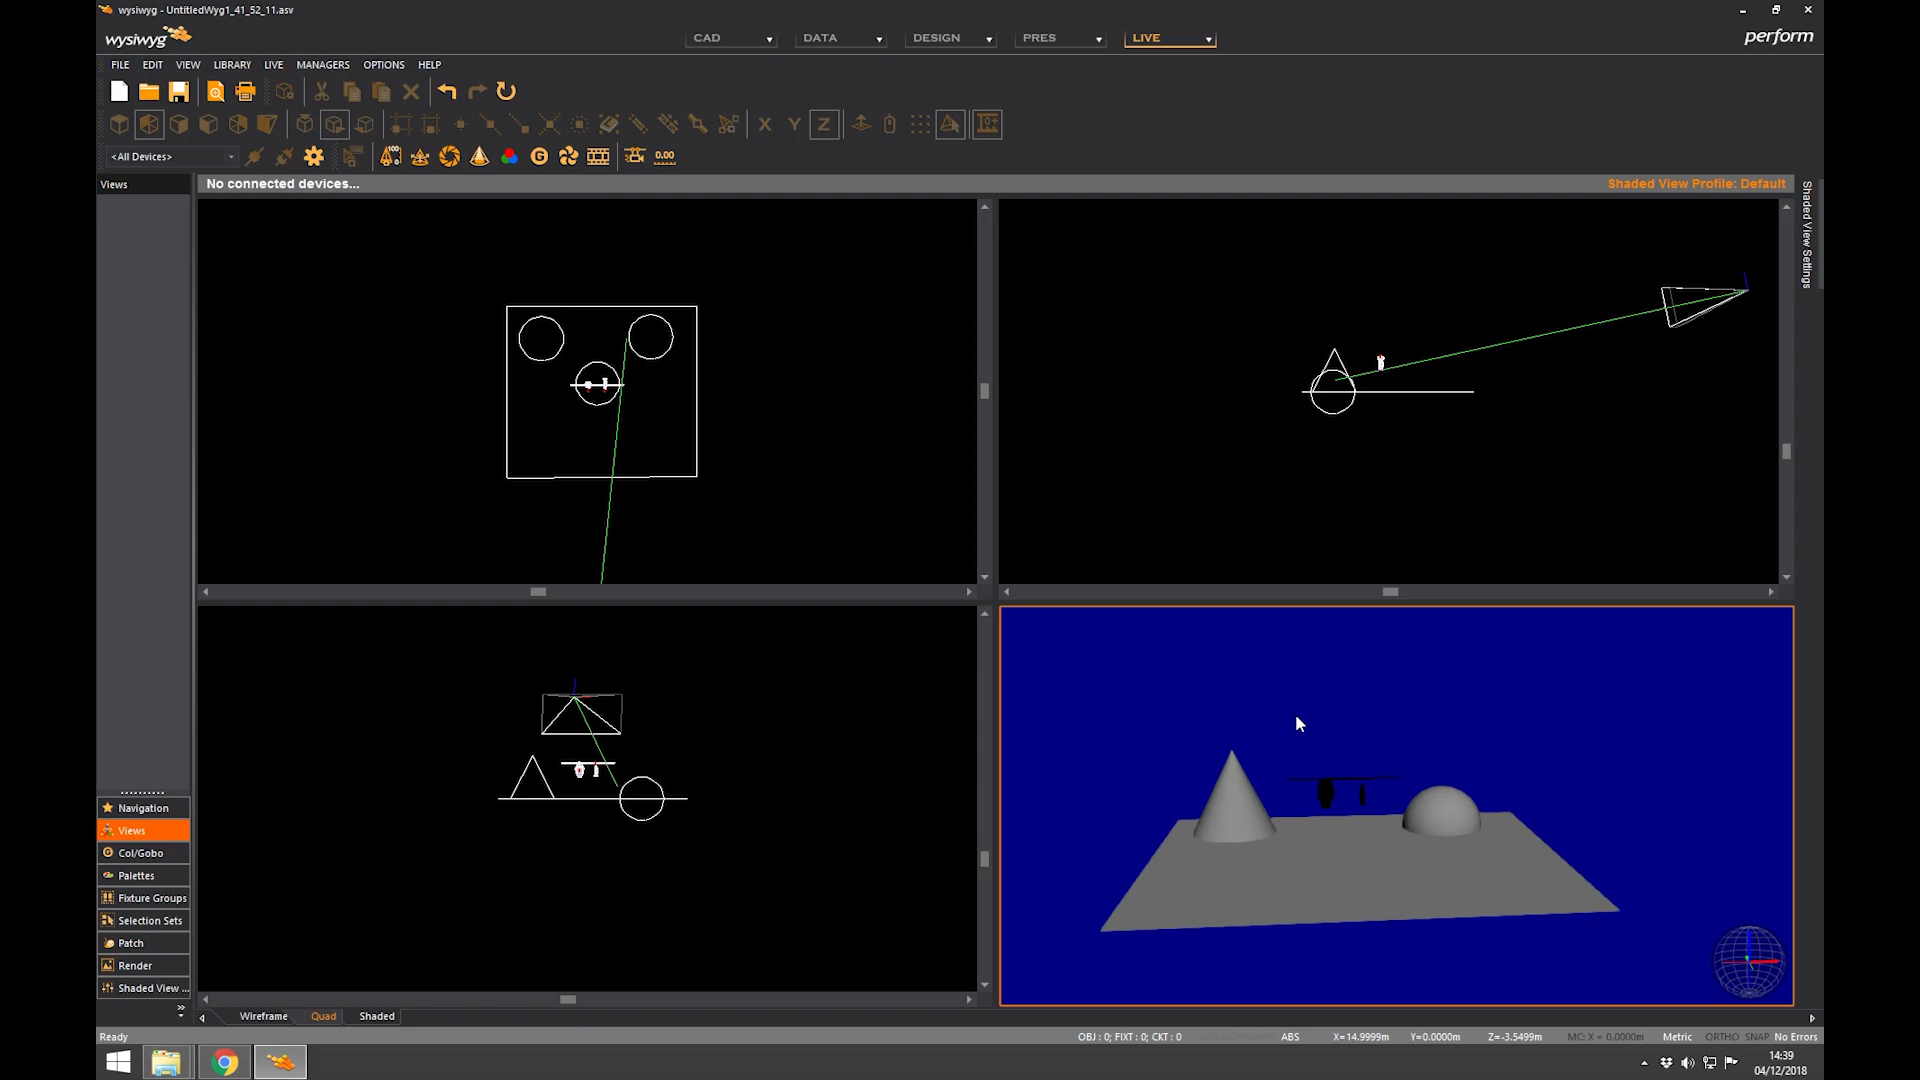 wysiwyg - UntitledWyg1_41_52_11.asv
wysiwyg
CAD DATA DESIGN PRES LIVE
perform
FILE EDIT VIEW LIBRARY LIVE MANAGERS OPTIONS HELP
X Y Z
<All Devices>
100
G
0.00
Views
No connected devices...
Shaded View Profile: Default
Shaded View Settings
Navigation
Views
Col/Gobo
Palettes
Fixture Groups
Selection Sets
Patch
Render
Shaded View ...
Wireframe Quad Shaded
Ready
OBJ : 0; FIXT : 0; CKT : 0
ABS
X=14.9999m
Y=0.0000m
Z=-3.5499m
MC: X = 0.0000m
Metric
ORTHO
SNAP
No Errors
14:39
04/12/2018